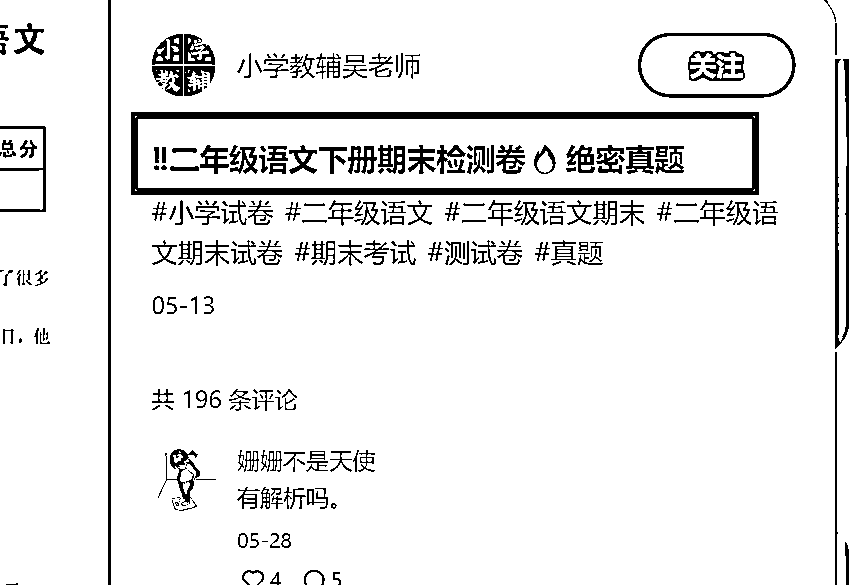 语文
总分
了很多
们，他
小学教辅
小学教辅吴老师
关注
‼二年级语文下册期末检测卷🔥绝密真题
#小学试卷 #二年级语文 #二年级语文期末 #二年级语
文期末试卷 #期末考试 #测试卷 #真题
05-13
共 196 条评论
姗姗不是天使
有解析吗。
05-28
4 5